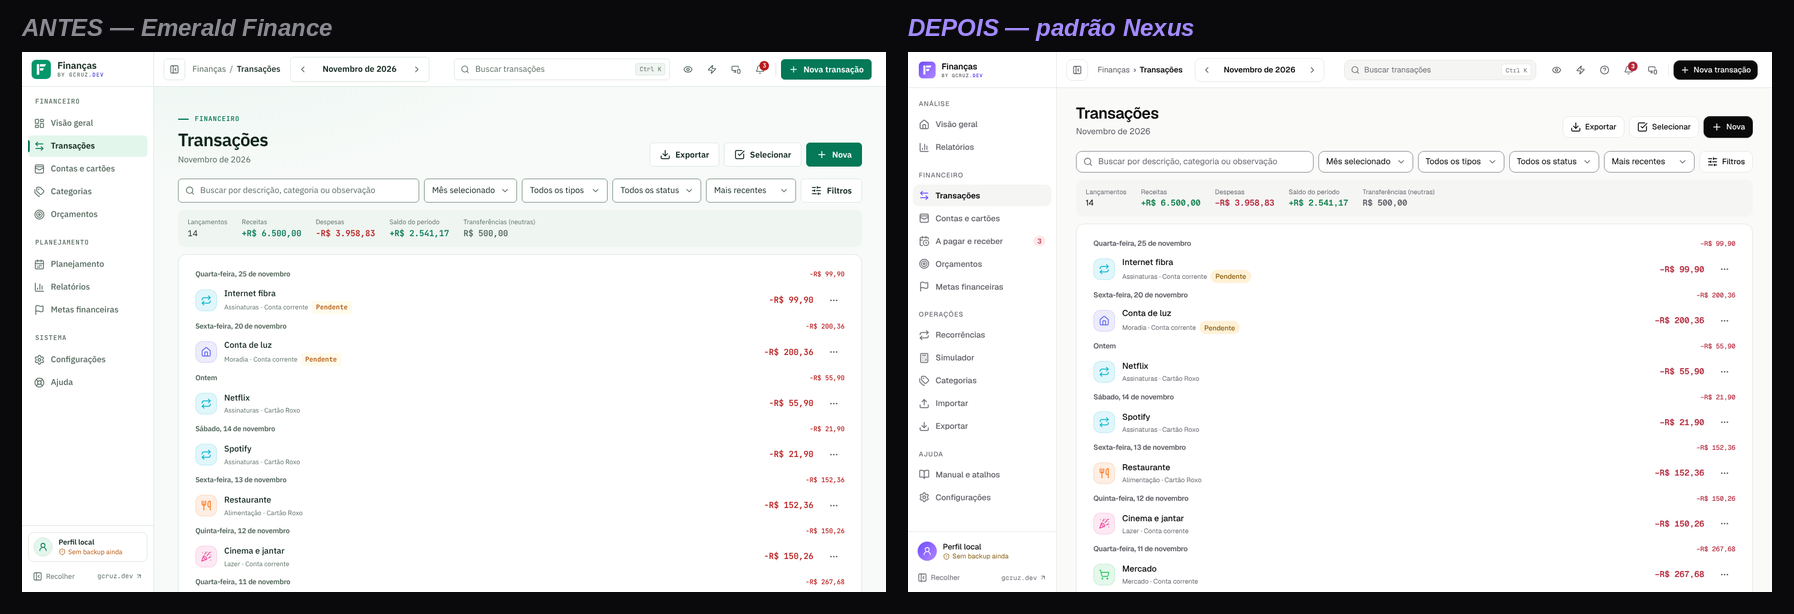 ANTES — Emerald Finance
Finanças
BY GCRUZ.DEV
Finanças / Transações
Novembro de 2026
Buscar transações
Ctrl K
3
+ Nova transação
FINANCEIRO
Visão geral
Transações
Contas e cartões
Categorias
Orçamentos
PLANEJAMENTO
Planejamento
Relatórios
Metas financeiras
SISTEMA
Configurações
Ajuda
Perfil local
Sem backup ainda
Recolher
gcruz.dev ↗
FINANCEIRO
Transações
Novembro de 2026
Exportar
Selecionar
+ Nova
Buscar por descrição, categoria ou observação
Mês selecionado
Todos os tipos
Todos os status
Mais recentes
Filtros
Lançamentos Receitas Despesas Saldo do período Transferências (neutras)
14 +R$ 6.500,00 -R$ 3.958,83 +R$ 2.541,17 R$ 500,00
Quarta-feira, 25 de novembro -R$ 99,90
Internet fibra
Assinaturas · Conta corrente Pendente
-R$ 99,90 ...
Sexta-feira, 20 de novembro -R$ 200,36
Conta de luz
Moradia · Conta corrente Pendente
-R$ 200,36 ...
Ontem -R$ 55,90
Netflix
Assinaturas · Cartão Roxo
-R$ 55,90 ...
Sábado, 14 de novembro -R$ 21,90
Spotify
Assinaturas · Cartão Roxo
-R$ 21,90 ...
Sexta-feira, 13 de novembro -R$ 152,36
Restaurante
Alimentação · Cartão Roxo
-R$ 152,36 ...
Quinta-feira, 12 de novembro -R$ 150,26
Cinema e jantar
Lazer · Conta corrente
-R$ 150,26 ...
Quarta-feira, 11 de novembro -R$ 267,68
DEPOIS — padrão Nexus
Finanças
BY GCRUZ.DEV
Finanças › Transações
Novembro de 2026
Buscar transações
Ctrl K
3
+ Nova transação
ANÁLISE
Visão geral
Relatórios
FINANCEIRO
Transações
Contas e cartões
A pagar e receber 3
Orçamentos
Metas financeiras
OPERAÇÕES
Recorrências
Simulador
Categorias
Importar
Exportar
AJUDA
Manual e atalhos
Configurações
Perfil local
Sem backup ainda
Recolher
gcruz.dev ↗
Transações
Novembro de 2026
Exportar
Selecionar
+ Nova
Buscar por descrição, categoria ou observação
Mês selecionado
Todos os tipos
Todos os status
Mais recentes
Filtros
Lançamentos Receitas Despesas Saldo do período Transferências (neutras)
14 +R$ 6.500,00 −R$ 3.958,83 +R$ 2.541,17 R$ 500,00
Quarta-feira, 25 de novembro −R$ 99,90
Internet fibra
Assinaturas · Conta corrente Pendente
−R$ 99,90 ...
Sexta-feira, 20 de novembro −R$ 200,36
Conta de luz
Moradia · Conta corrente Pendente
−R$ 200,36 ...
Ontem −R$ 55,90
Netflix
Assinaturas · Cartão Roxo
−R$ 55,90 ...
Sábado, 14 de novembro −R$ 21,90
Spotify
Assinaturas · Cartão Roxo
−R$ 21,90 ...
Sexta-feira, 13 de novembro −R$ 152,36
Restaurante
Alimentação · Cartão Roxo
−R$ 152,36 ...
Quinta-feira, 12 de novembro −R$ 150,26
Cinema e jantar
Lazer · Conta corrente
−R$ 150,26 ...
Quarta-feira, 11 de novembro −R$ 267,68
Mercado
Mercado · Conta corrente
−R$ 267,68 ...